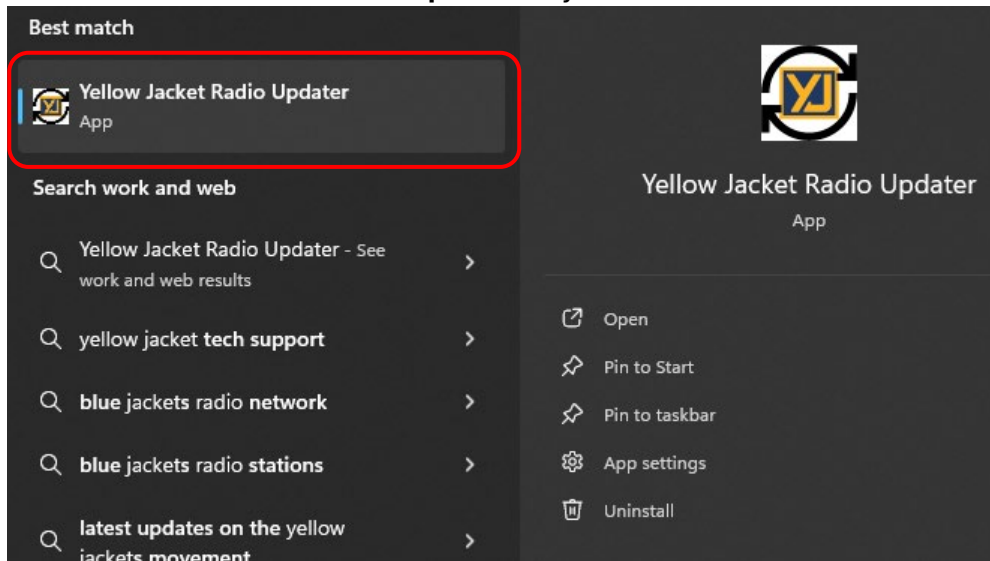 Best match
Yellow Jacket Radio Updater
App
Search work and web
Yellow Jacket Radio Updater - See
work and web results
yellow jacket tech support
blue jackets radio network
blue jackets radio stations
latest updates on the yellow
jackets movement
YJ
Yellow Jacket Radio Updater
App
Open
Pin to Start
Pin to taskbar
App settings
Uninstall